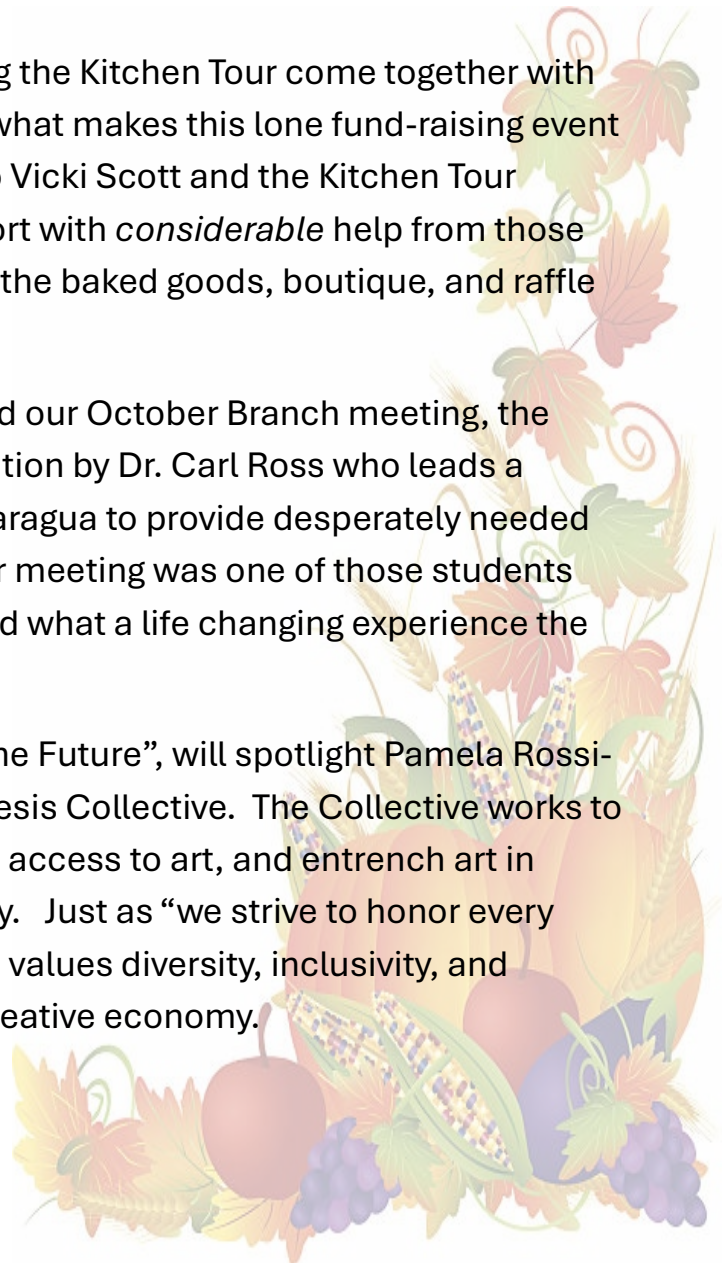 g the Kitchen Tour come together with
what makes this lone fund-raising event
o Vicki Scott and the Kitchen Tour
ort with considerable help from those
the baked goods, boutique, and raffle
d our October Branch meeting, the
tion by Dr. Carl Ross who leads a
aragua to provide desperately needed
r meeting was one of those students
d what a life changing experience the
ne Future”, will spotlight Pamela Rossi-
esis Collective.  The Collective works to
access to art, and entrench art in
y.   Just as “we strive to honor every
values diversity, inclusivity, and
eative economy.